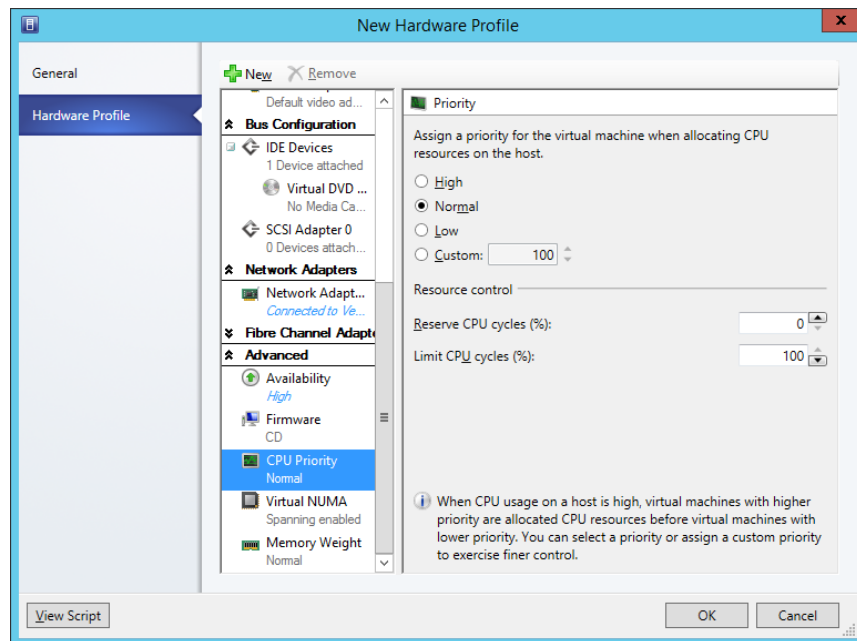 New Hardware Profile
x
General
Hardware Profile
New Remove
Default video ad...
Bus Configuration
IDE Devices
1 Device attached
Virtual DVD ...
No Media Ca...
SCSI Adapter 0
0 Devices attach...
Network Adapters
Network Adapt...
Connected to Ve...
Fibre Channel Adapte
Advanced
Availability
High
Firmware
CD
CPU Priority
Normal
Virtual NUMA
Spanning enabled
Memory Weight
Normal
Priority
Assign a priority for the virtual machine when allocating CPU
resources on the host.
High
Normal
Low
Custom: 100
Resource control
Reserve CPU cycles (%): 0
Limit CPU cycles (%): 100
When CPU usage on a host is high, virtual machines with higher
priority are allocated CPU resources before virtual machines with
lower priority. You can select a priority or assign a custom priority
to exercise finer control.
View Script
OK Cancel